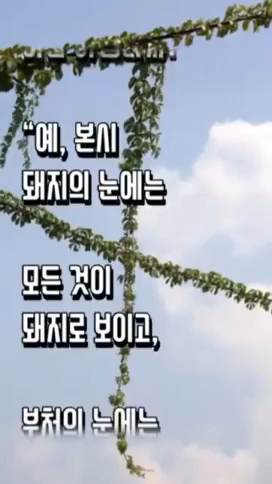 “예, 본시
돼지의 눈에는
모든 것이
돼지로 보이고,
부처의 눈에는